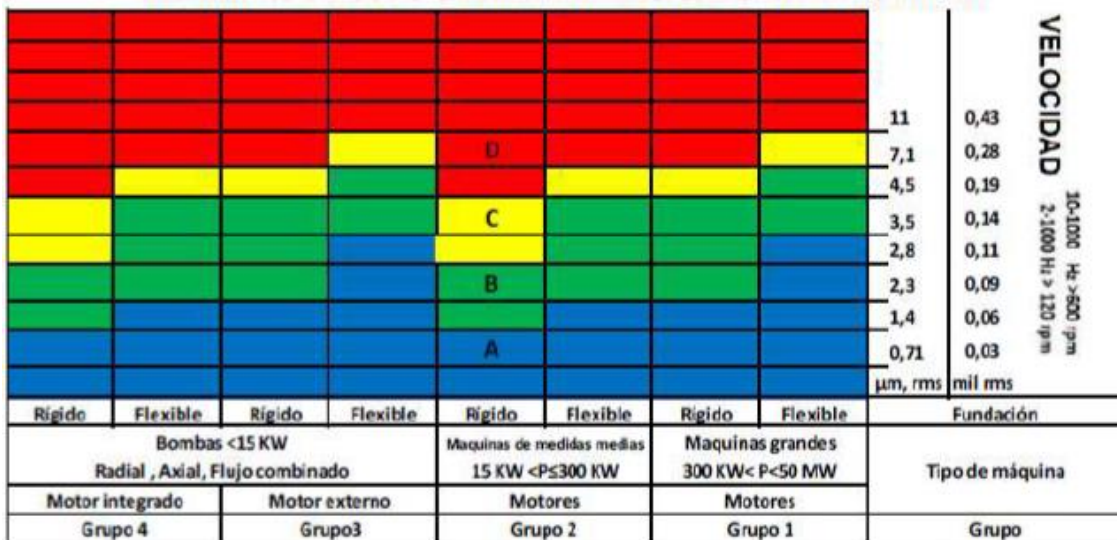 11 0,43
D
7,1 0,28
4,5 0,19
C
3,5 0,14
2,8 0,11
B
2,3 0,09
1,4 0,06
A
0,71 0,03
µm, rms mil rms
VELOCIDAD
10-1000 Hz >600 rpm
2-1000 Hz > 120 rpm
Rígido Flexible Rígido Flexible Rígido Flexible Rígido Flexible Fundación
Bombas <15 KW Maquinas de medidas medias Maquinas grandes
Radial , Axial, Flujo combinado 15 KW <P≤300 KW 300 KW< P<50 MW Tipo de máquina
Motor integrado Motor externo Motores Motores
Grupo 4 Grupo3 Grupo 2 Grupo 1 Grupo